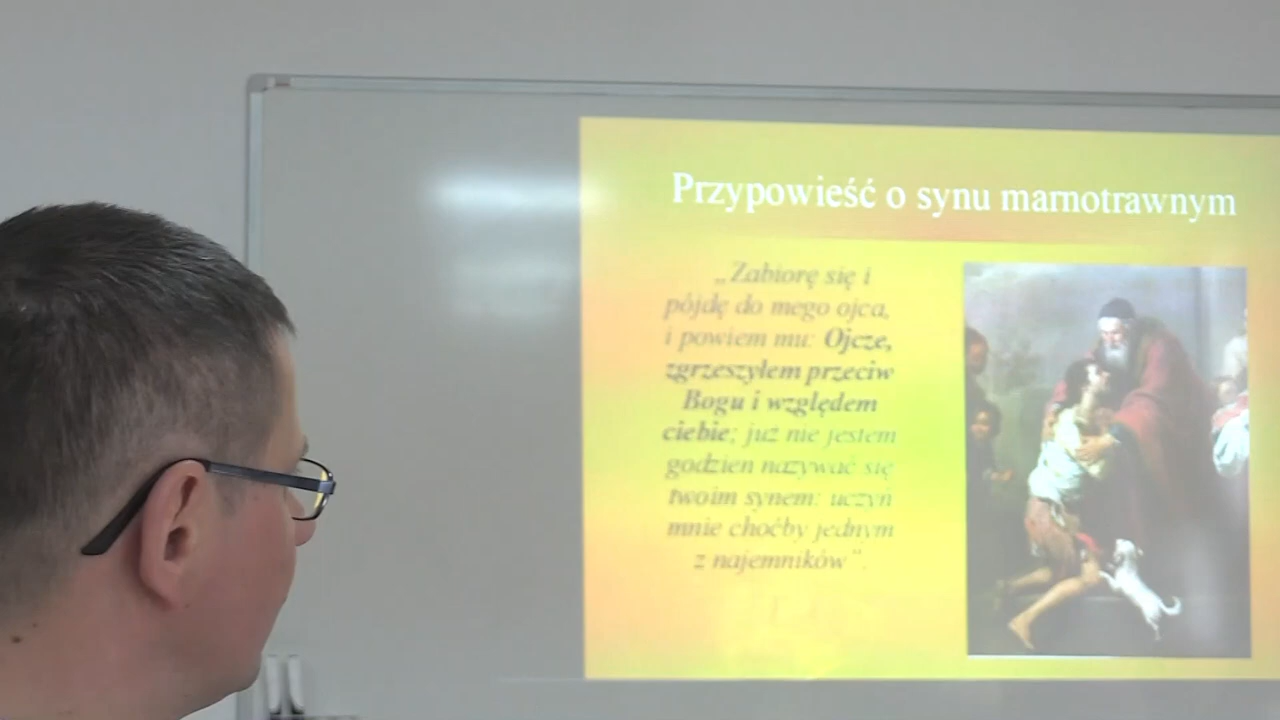 Przypowieść o synu marnotrawnym
„Zabiorę się i
pójdę do mego ojca,
i powiem mu: Ojcze,
zgrzeszyłem przeciw
Bogu i względem
ciebie; już nie jestem
godzien nazywać się
twoim synem: uczyń
mnie choćby jednym
z najemników".